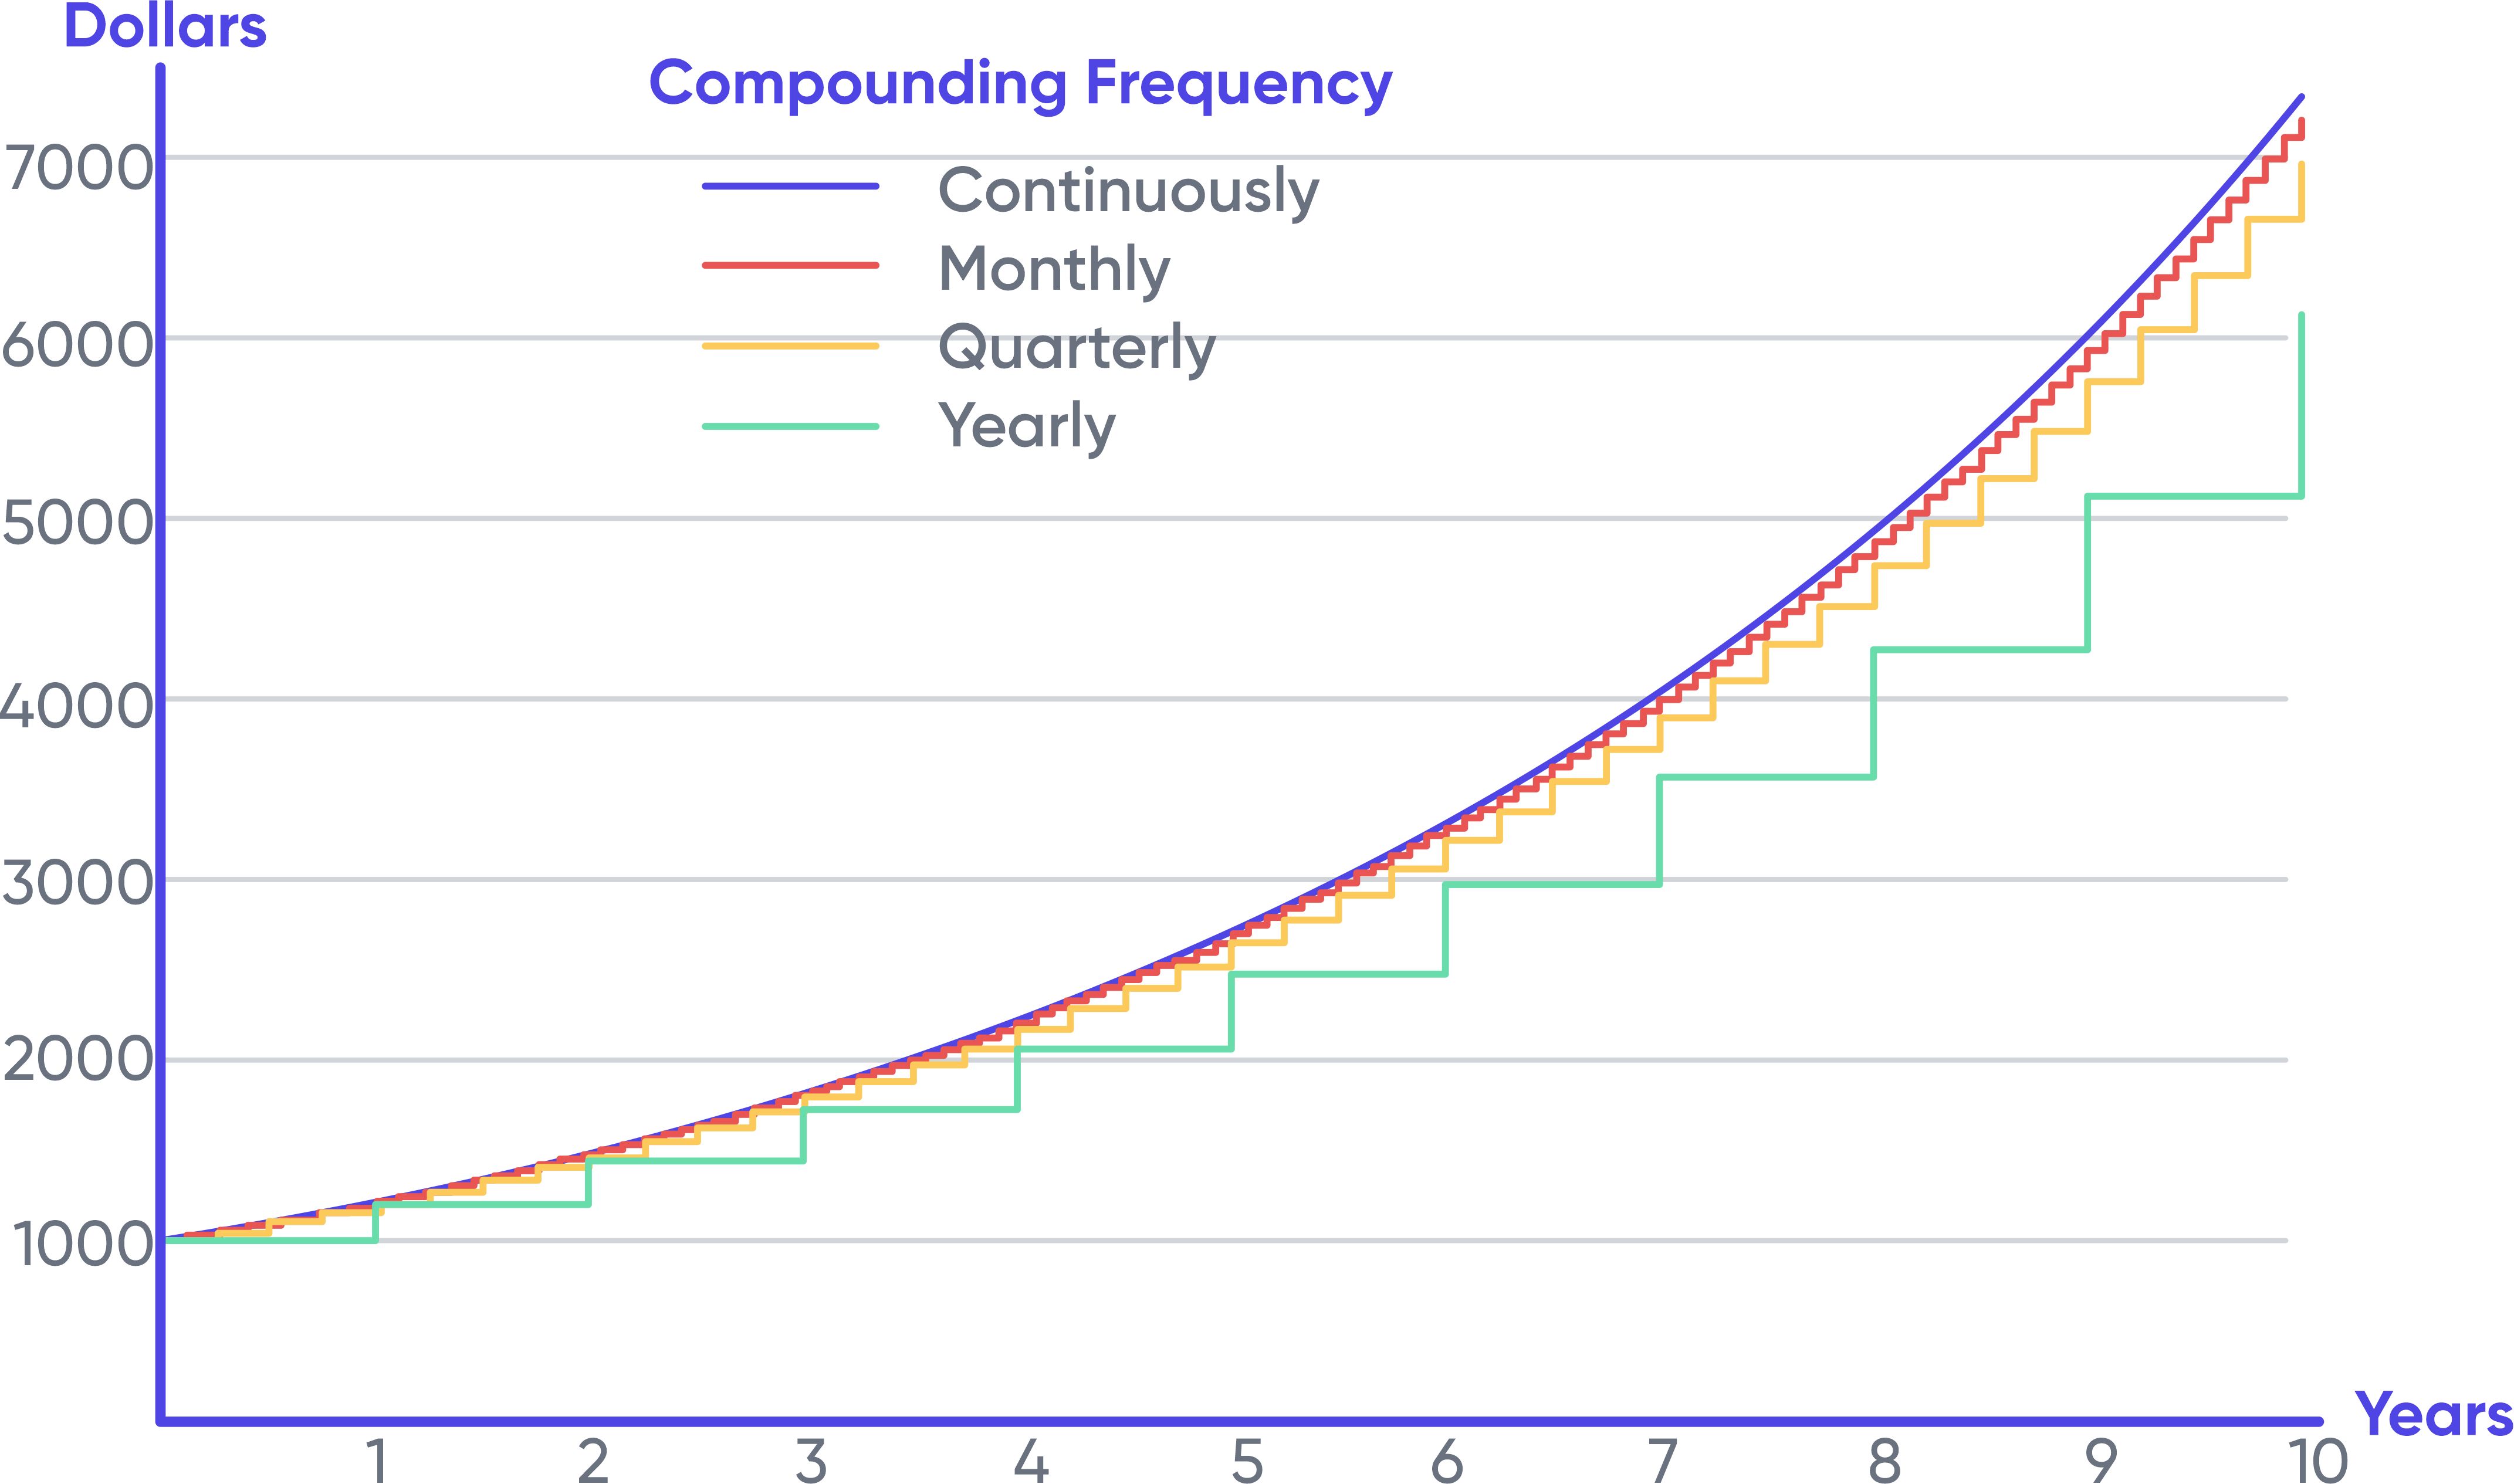 Dollars
Compounding Frequency
Continuously
Monthly
Quarterly
Yearly
7000
6000
5000
4000
3000
2000
1000
1 2 3 4 5 6 7 8 9 10
Years